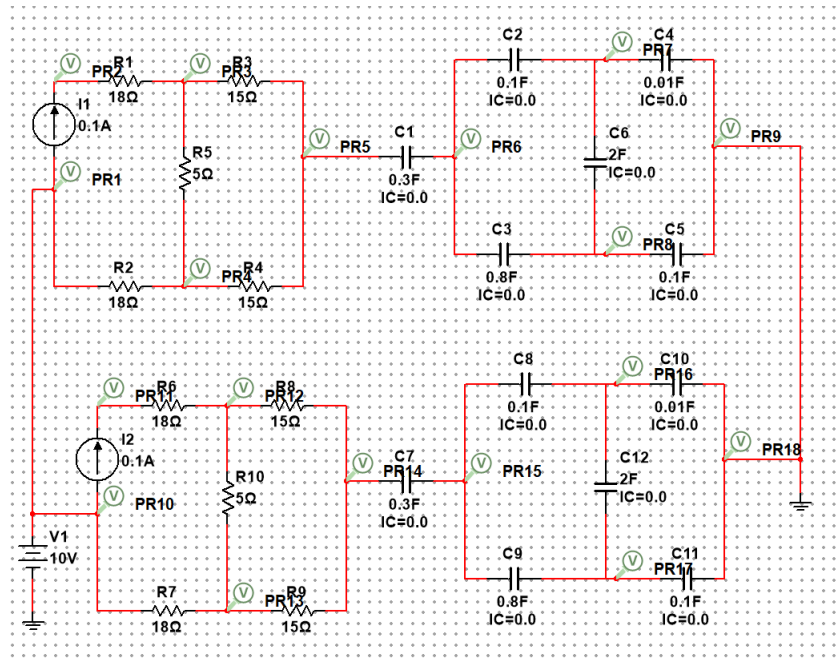 C2
V
C4
PR7
0.1F
IC=0.0
0.01F
IC=0.0
V
PR2
R1
18Ω
V
R3
PR3
15Ω
I1
0.1A
R5
5Ω
V
PR5
C1
0.3F
IC=0.0
V
PR6
C6
2F
IC=0.0
V
PR9
V
PR1
C3
0.8F
IC=0.0
V
PR8
C5
0.1F
IC=0.0
R2
18Ω
V
PR4
R4
15Ω
V
PR11
R6
18Ω
V
R8
PR12
15Ω
C8
0.1F
IC=0.0
V
C10
PR16
0.01F
IC=0.0
I2
0.1A
R10
5Ω
V
PR14
C7
0.3F
IC=0.0
V
PR15
C12
2F
IC=0.0
V
PR18
V
PR10
V1
10V
C9
0.8F
IC=0.0
V
C11
PR17
0.1F
IC=0.0
R7
18Ω
V
R9
PR13
15Ω